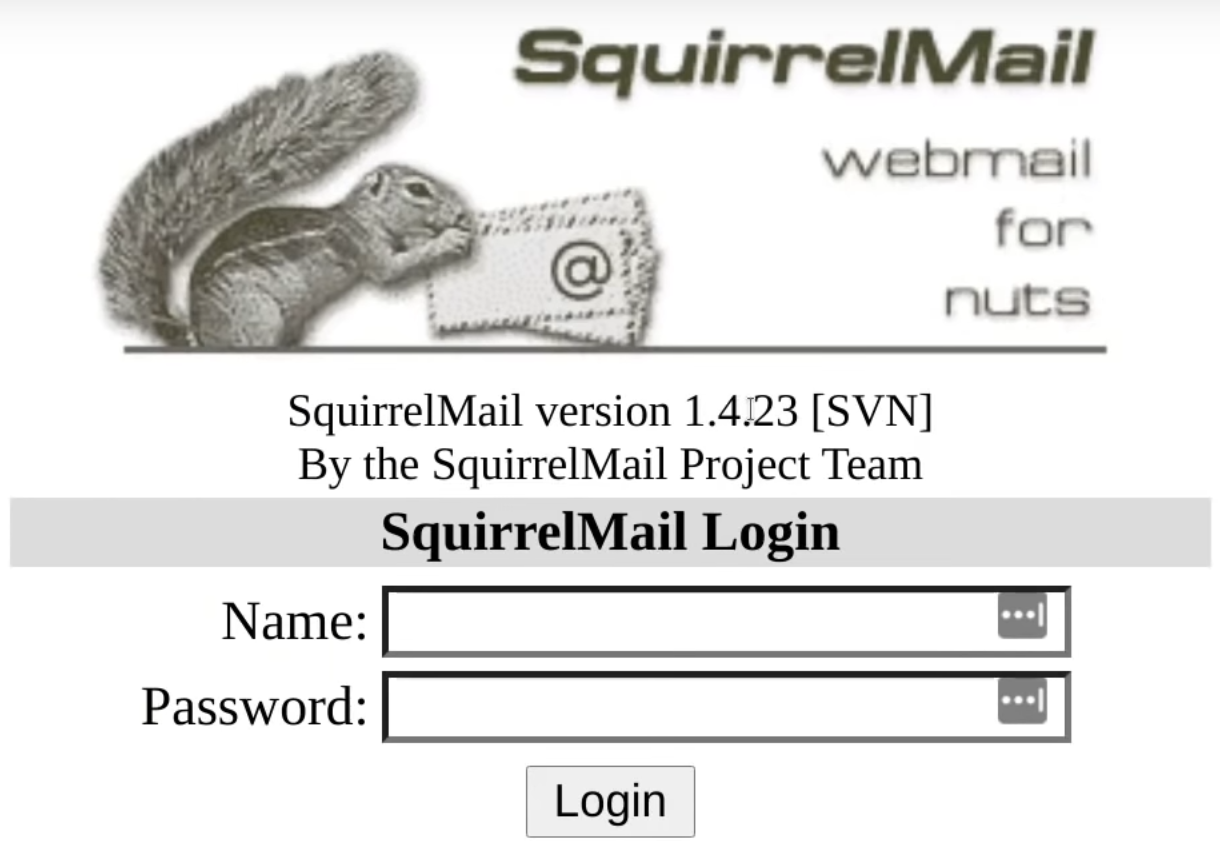 SquirrelMail
webmail
for
nuts
@
SquirrelMail version 1.4.23 [SVN]
By the SquirrelMail Project Team
SquirrelMail Login
Name:
Password:
Login